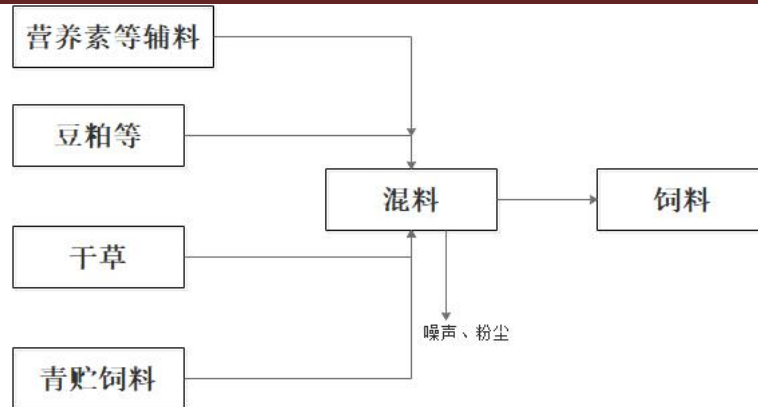 营养素等辅料
豆粕等
混料
饲料
干草
噪声、粉尘
青贮饲料